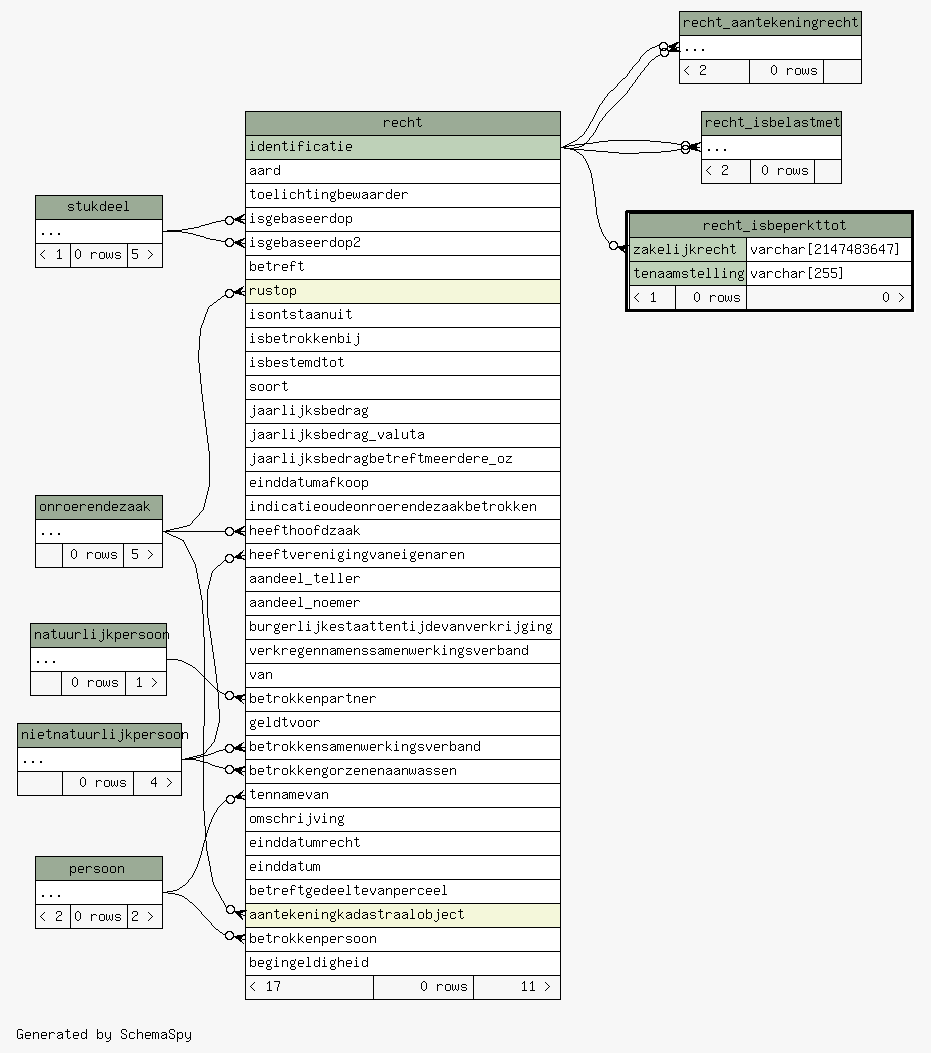 recht_aantekeningrecht
...
< 2 0 rows
recht_isbelastmet
...
< 2 0 rows
recht_isbeperkttot
zakelijkrecht varchar[2147483647]
tenaamstelling varchar[255]
< 1 0 rows 0 >
recht
identificatie
aard
toelichtingbewaarder
isgebaseerdop
isgebaseerdop2
betreft
rustop
isontstaanuit
isbetrokkenbij
isbestemdtot
soort
jaarlijksbedrag
jaarlijksbedrag_valuta
jaarlijksbedragbetreftmeerdere_oz
einddatumafkoop
indicatieoudeonroerendezaakbetrokken
heefthoofdzaak
heeftverenigingvaneigenaren
aandeel_teller
aandeel_noemer
burgerlijkestaattentijdevanverkrijging
verkregennamenssamenwerkingsverband
van
betrokkenpartner
geldtvoor
betrokkensamenwerkingsverband
betrokkengorzenenaanwassen
tennamevan
omschrijving
einddatumrecht
einddatum
betreftgedeeltevanperceel
aantekeningkadastraalobject
betrokkenpersoon
begingeldigheid
< 17 0 rows 11 >
stukdeel
...
< 1 0 rows 5 >
onroerendezaak
...
0 rows 5 >
natuurlijkpersoon
...
0 rows 1 >
nietnatuurlijkpersoon
...
0 rows 4 >
persoon
...
< 2 0 rows 2 >
Generated by SchemaSpy